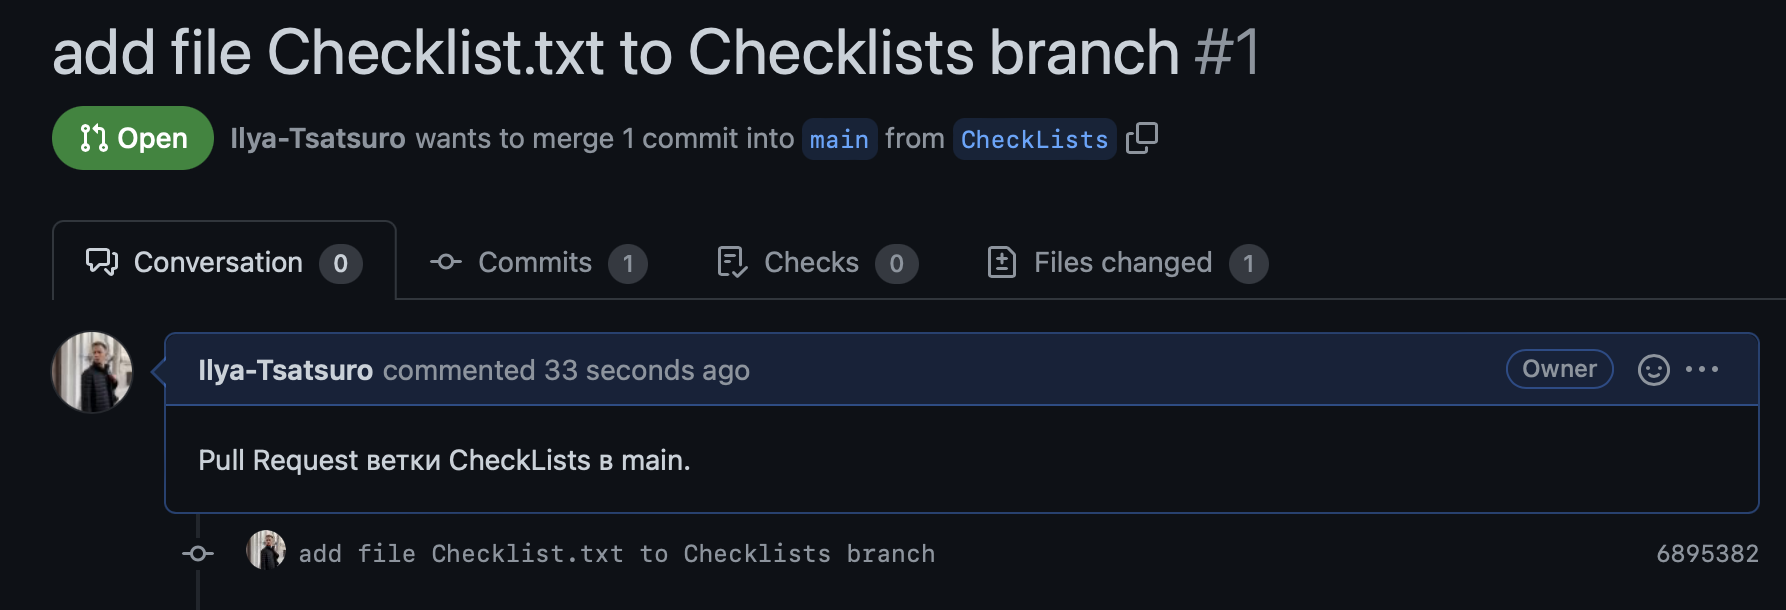 add file Checklist.txt to Checklists branch #1
Open Ilya-Tsatsuro wants to merge 1 commit into main from CheckLists
Conversation 0 Commits 1 Checks 0 Files changed 1
Ilya-Tsatsuro commented 33 seconds ago Owner
Pull Request ветки CheckLists в main.
add file Checklist.txt to Checklists branch 6895382